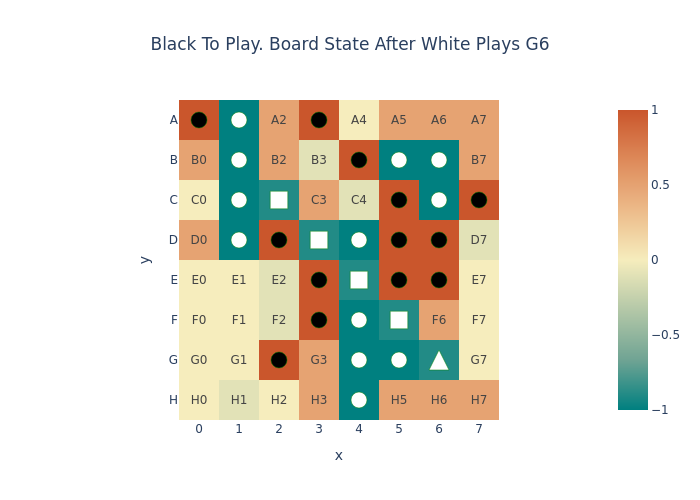 Black To Play. Board State After White Plays G6
A A2 A4 A5 A6 A7 1
B B0 B2 B3 B7
C C0 C3 C4 0.5
D D0 D7
y 0
E E0 E1 E2 E7
F F0 F1 F2 F6 F7 −0.5
G G0 G1 G3 G7
H H0 H1 H2 H3 H5 H6 H7 −1
0 1 2 3 4 5 6 7
x